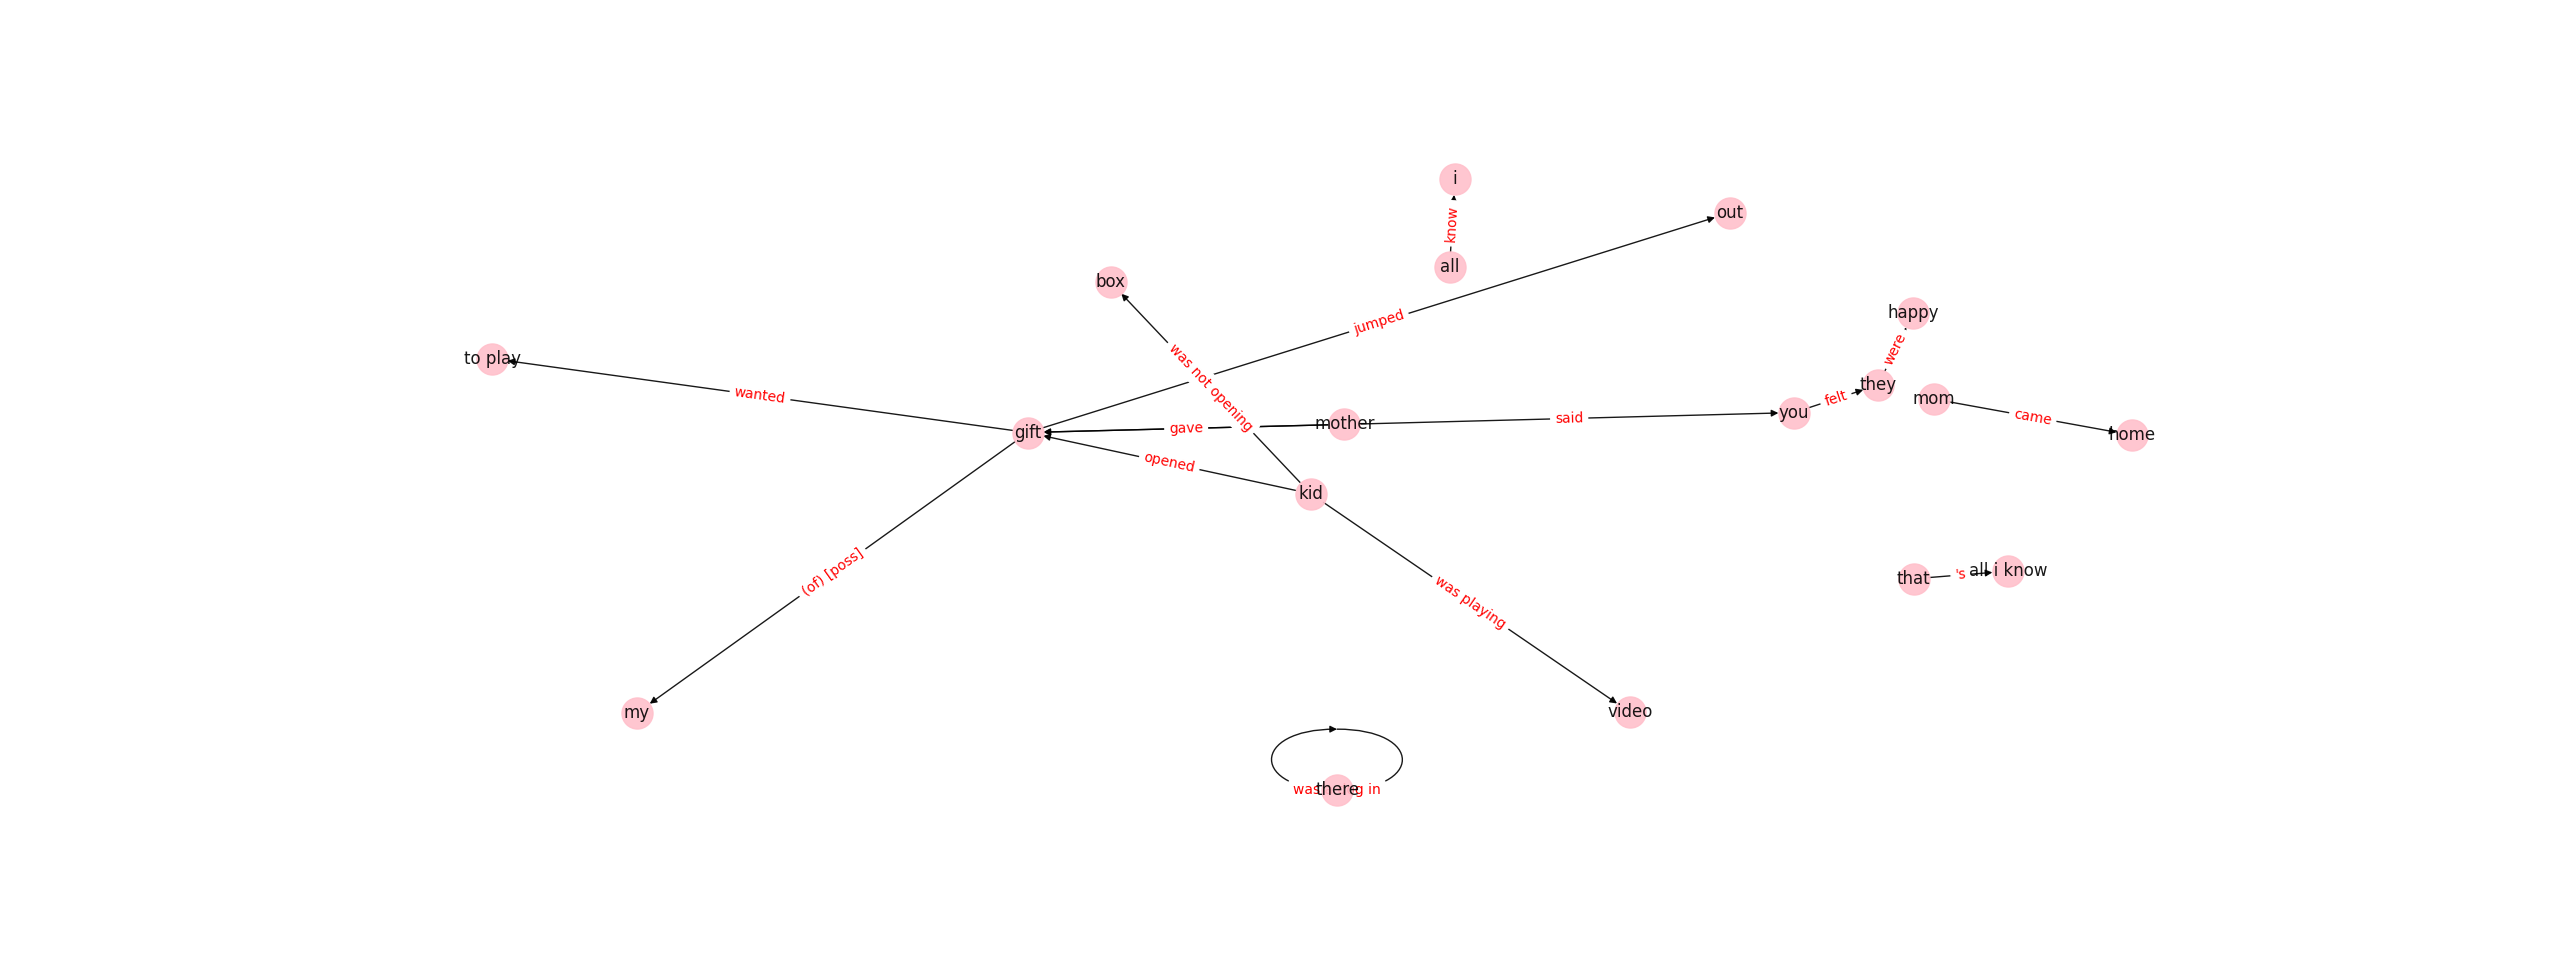 i
know
all
out
box
jumped
happy
were
to play
wanted
was not opening
they
felt
mom
came
home
you
said
mother
gave
gift
opened
kid
(of) [poss]
was playing
that
's
all i know
my
video
was
there
g in